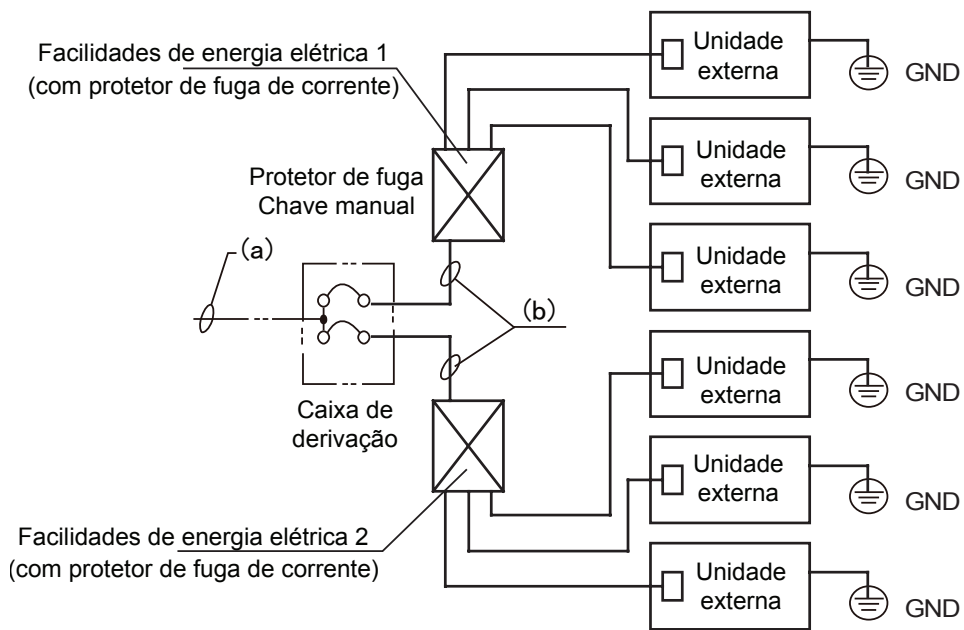 Facilidades de energia elétrica 1
(com protetor de fuga de corrente)
Unidade
externa
GND
Unidade
externa
GND
Protetor de fuga
Chave manual
Unidade
externa
GND
(a)
(b)
Caixa de
derivação
Unidade
externa
GND
Unidade
externa
GND
Facilidades de energia elétrica 2
(com protetor de fuga de corrente)
Unidade
externa
GND